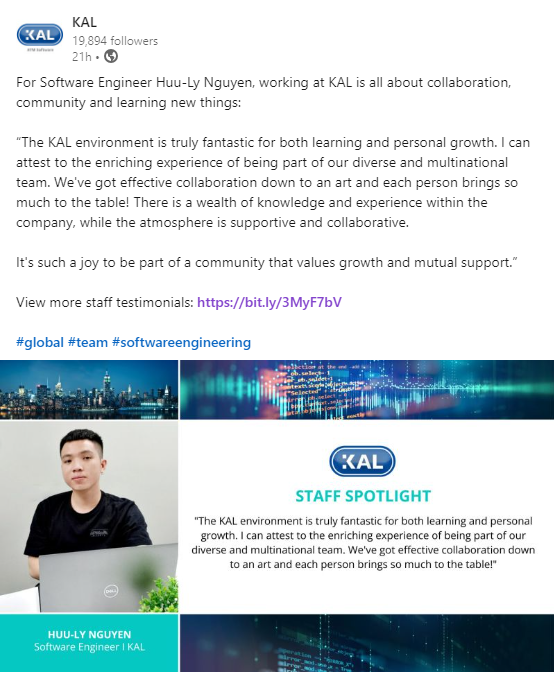 KAL
KAL
19,894 followers
21h •
For Software Engineer Huu-Ly Nguyen, working at KAL is all about collaboration,
community and learning new things:
“The KAL environment is truly fantastic for both learning and personal growth. I can
attest to the enriching experience of being part of our diverse and multinational
team. We've got effective collaboration down to an art and each person brings so
much to the table! There is a wealth of knowledge and experience within the
company, while the atmosphere is supportive and collaborative.
It's such a joy to be part of a community that values growth and mutual support.”
View more staff testimonials: https://bit.ly/3MyF7bV
#global #team #softwareengineering
KAL
STAFF SPOTLIGHT
"The KAL environment is truly fantastic for both learning and personal
growth. I can attest to the enriching experience of being part of our
diverse and multinational team. We've got effective collaboration down
to an art and each person brings so much to the table!"
DELL
HUU-LY NGUYEN
Software Engineer I KAL